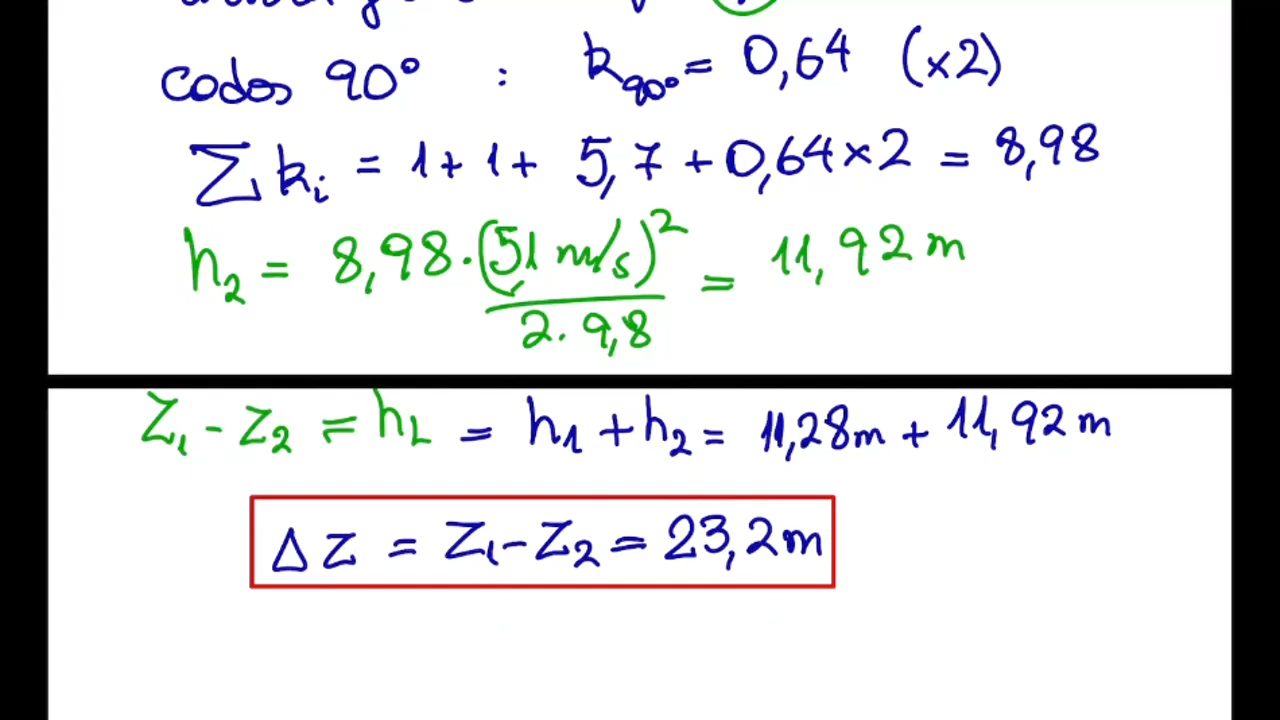 codos 90° : k90° = 0,64 (x2)
∑ki = 1 + 1 + 5,7 + 0,64 x 2 = 8,98
h2 = 8,98 · (5,1 m/s)² / 2 · 9,8 = 11,92 m
Z1 - Z2 = hL = h1 + h2 = 11,28m + 11,92 m
ΔZ = Z1 - Z2 = 23,2 m